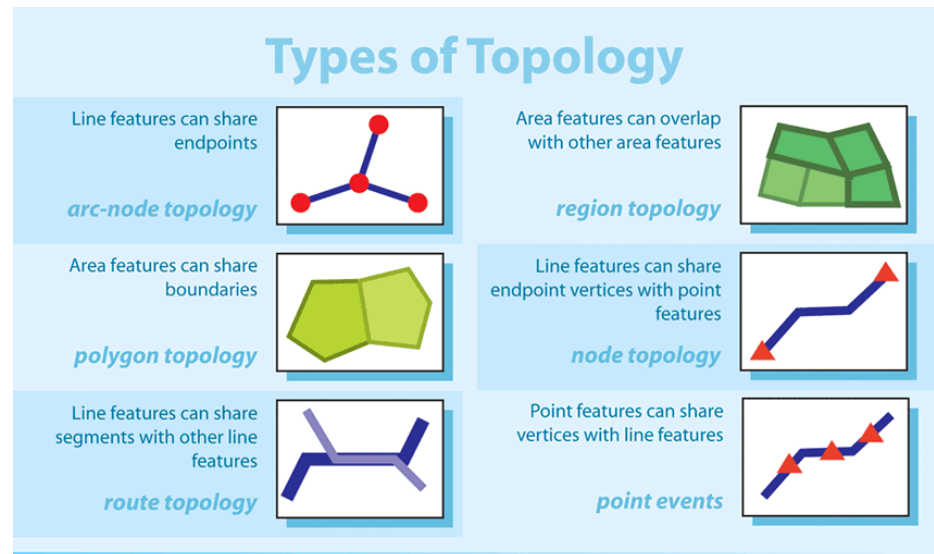 Types of Topology
Line features can share
endpoints
arc-node topology
Area features can overlap
with other area features
region topology
Area features can share
boundaries
polygon topology
Line features can share
endpoint vertices with point
features
node topology
Line features can share
segments with other line
features
route topology
Point features can share
vertices with line features
point events